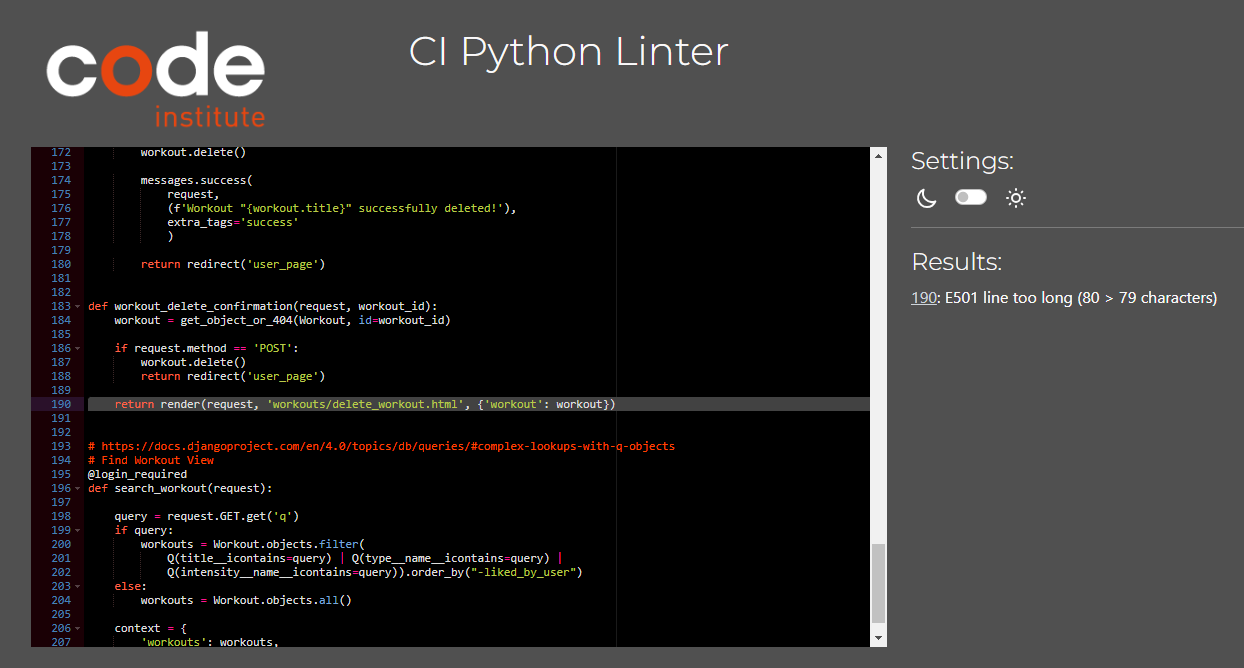 code
institute
CI Python Linter
172 workout.delete()
173
174 messages.success(
175 request,
176 (f'Workout "{workout.title}" successfully deleted!'),
177 extra_tags='success'
178 )
179
180 return redirect('user_page')
181
182
183 def workout_delete_confirmation(request, workout_id):
184 workout = get_object_or_404(Workout, id=workout_id)
185
186 if request.method == 'POST':
187 workout.delete()
188 return redirect('user_page')
189
190 return render(request, 'workouts/delete_workout.html', {'workout': workout})
191
192
193 # https://docs.djangoproject.com/en/4.0/topics/db/queries/#complex-lookups-with-q-objects
194 # Find Workout View
195 @login_required
196 def search_workout(request):
197
198 query = request.GET.get('q')
199 if query:
200 workouts = Workout.objects.filter(
201 Q(title__icontains=query) | Q(type__name__icontains=query) |
202 Q(intensity__name__icontains=query)).order_by("-liked_by_user")
203 else:
204 workouts = Workout.objects.all()
205
206 context = {
207 'workouts': workouts,
Settings:
Results:
190: E501 line too long (80 > 79 characters)